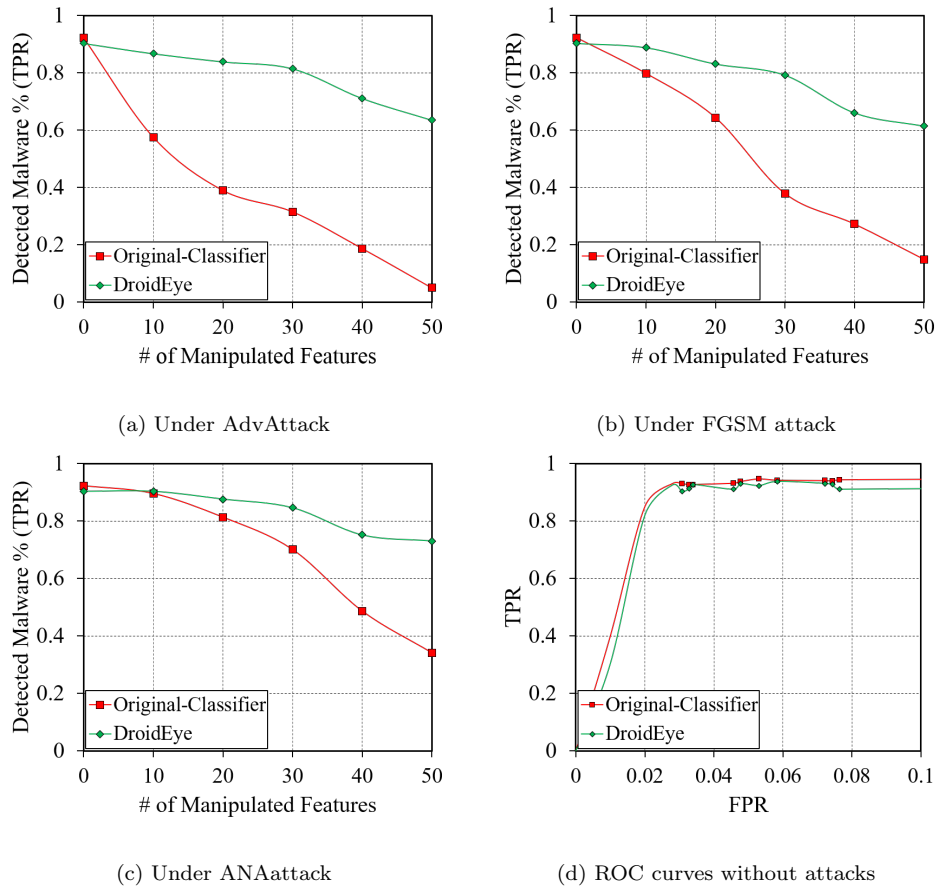 1
0.8
0.6
0.4
0.2
0
Detected Malware % (TPR)
Original-Classifier
DroidEye
0 10 20 30 40 50
# of Manipulated Features
(a) Under AdvAttack
1
0.8
0.6
0.4
0.2
0
Detected Malware % (TPR)
Original-Classifier
DroidEye
0 10 20 30 40 50
# of Manipulated Features
(b) Under FGSM attack
1
0.8
0.6
0.4
0.2
0
Detected Malware % (TPR)
Original-Classifier
DroidEye
0 10 20 30 40 50
# of Manipulated Features
(c) Under ANAattack
1
0.8
0.6
0.4
0.2
0
TPR
Original-Classifier
DroidEye
0 0.02 0.04 0.06 0.08 0.1
FPR
(d) ROC curves without attacks